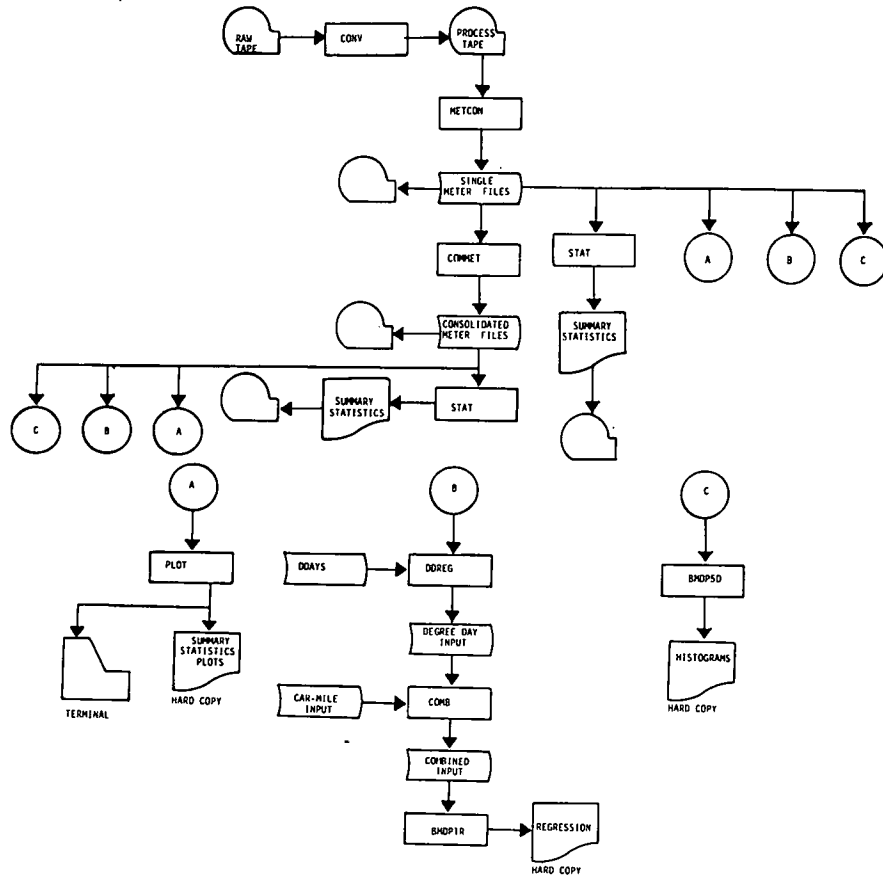 RAW
TAPE
CONV
PROCESS
TAPE
METCON
SINGLE
METER FILES
COMMET
STAT
A
B
C
CONSOLIDATED
METER FILES
SUMMARY
STATISTICS
C
B
A
SUMMARY
STATISTICS
STAT
A
B
C
PLOT
DDAYS
DDREG
BMDP5D
DEGREE DAY
INPUT
SUMMARY
STATISTICS
PLOTS
HISTOGRAMS
TERMINAL
HARD COPY
CAR-MILE
INPUT
COMB
HARD COPY
COMBINED
INPUT
BMDP1R
REGRESSION
HARD COPY